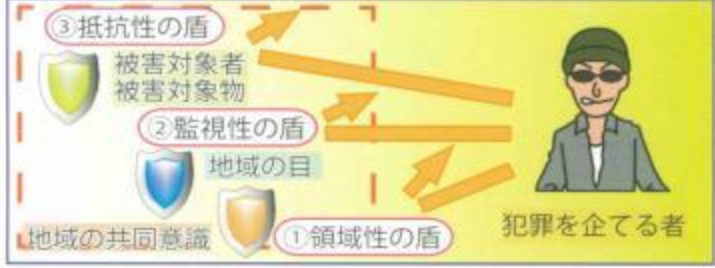 ③抵抗性の盾
被害対象者
被害対象物
②監視性の盾
地域の目
地域の共同意識
①領域性の盾
犯罪を企てる者